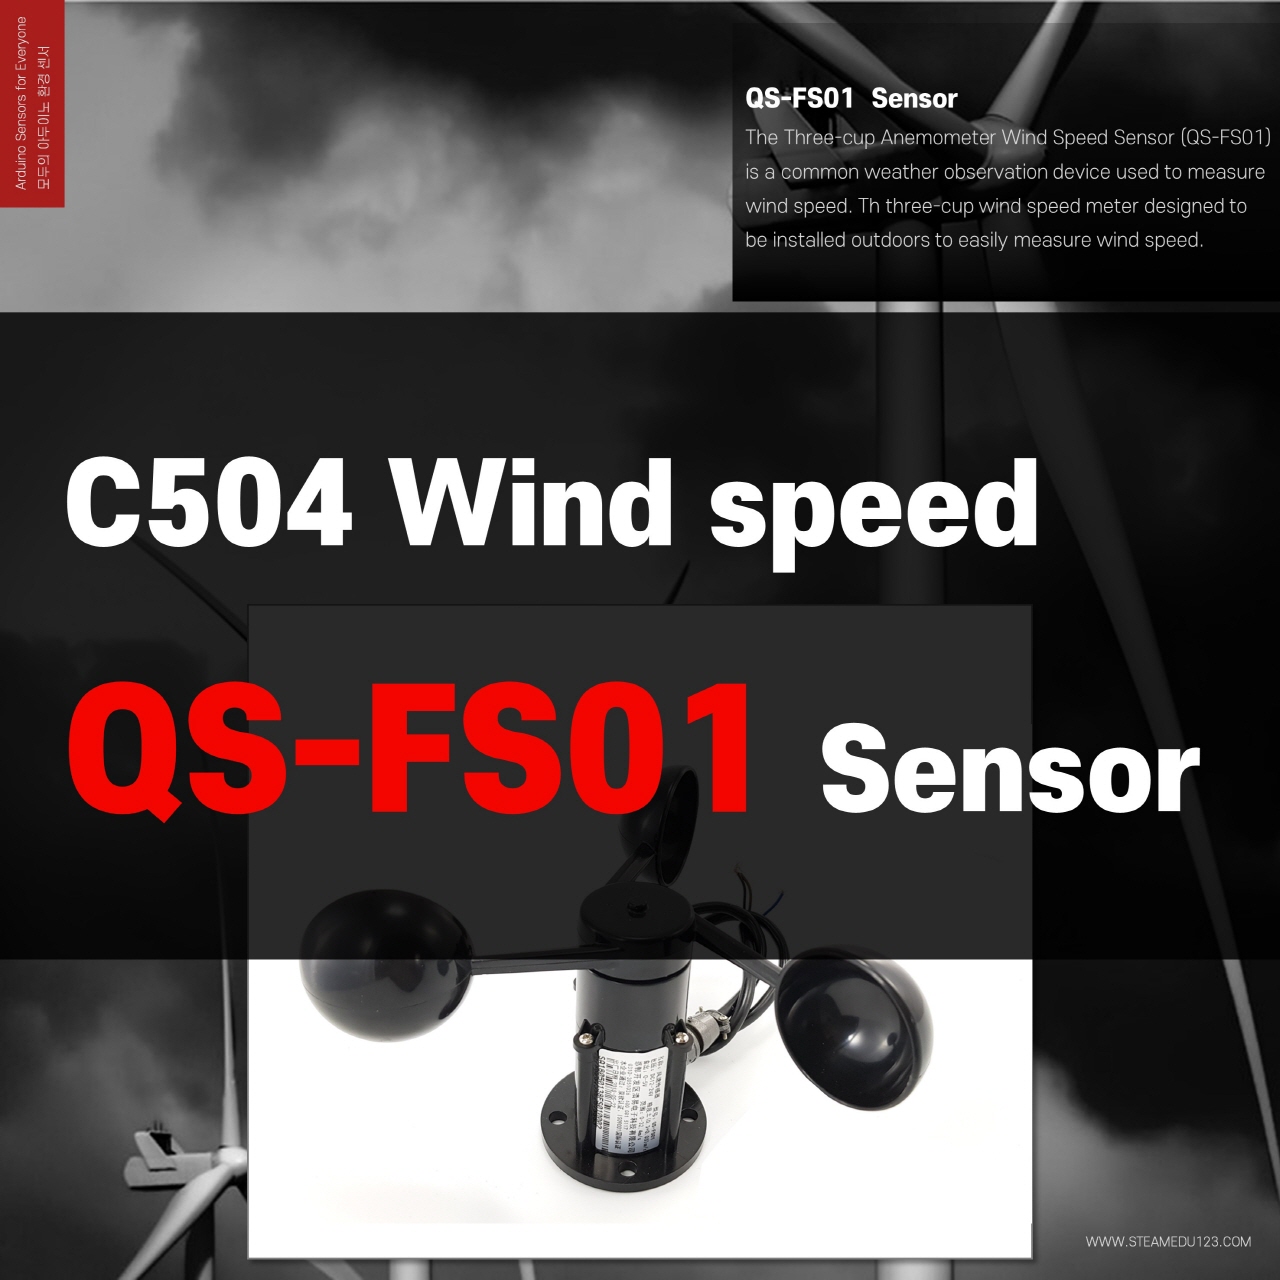 Arduino Sensors for Everyone
모두의 아두이노 환경 센서
QS-FS01 Sensor
The Three-cup Anemometer Wind Speed Sensor (QS-FS01)
is a common weather observation device used to measure
wind speed. Th three-cup wind speed meter designed to
be installed outdoors to easily measure wind speed.
C504 Wind speed
QS-FS01 Sensor
WWW.STEAMEDU123.COM